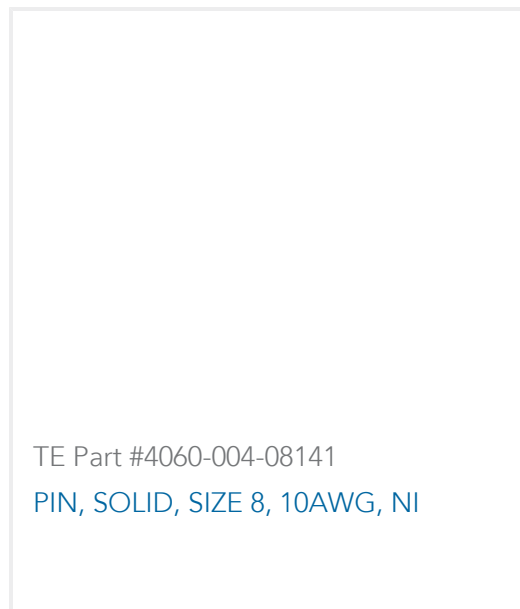 TE Part #4060-004-08141
PIN, SOLID, SIZE 8, 10AWG, NI